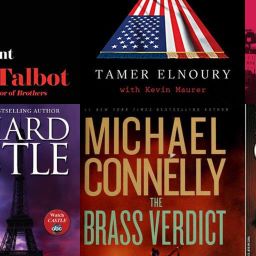 nt
Talbot
or of Brothers
TAMER ELNOURY
with Kevin Maurer
ESTSELLING AUTHOR
ARD
TLE
Watch
CASTLE
abc
MICHAEL
CONNELLY
THE
BRASS VERDICT